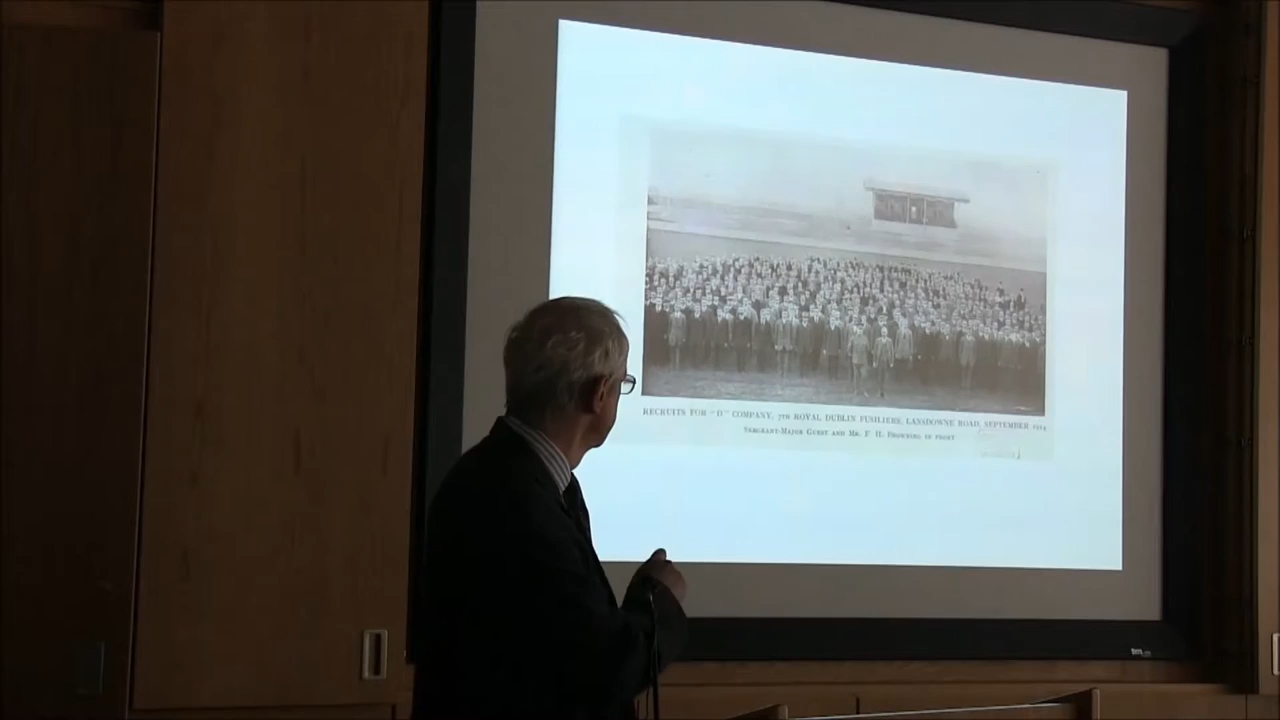 RECRUITS FOR "D" COMPANY, 7TH ROYAL DUBLIN FUSILIERS, LANSDOWNE ROAD, SEPTEMBER 1914
SERGEANT-MAJOR GUEST AND MR. F. H. BROWNING IN FRONT